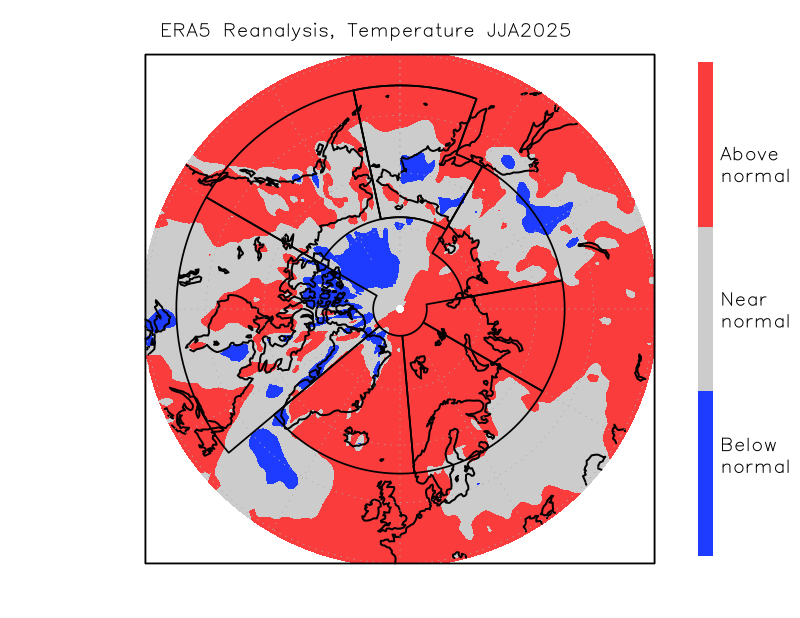 ERA5 Reanalysis, Temperature JJA2025
Above
normal
Near
normal
Below
normal